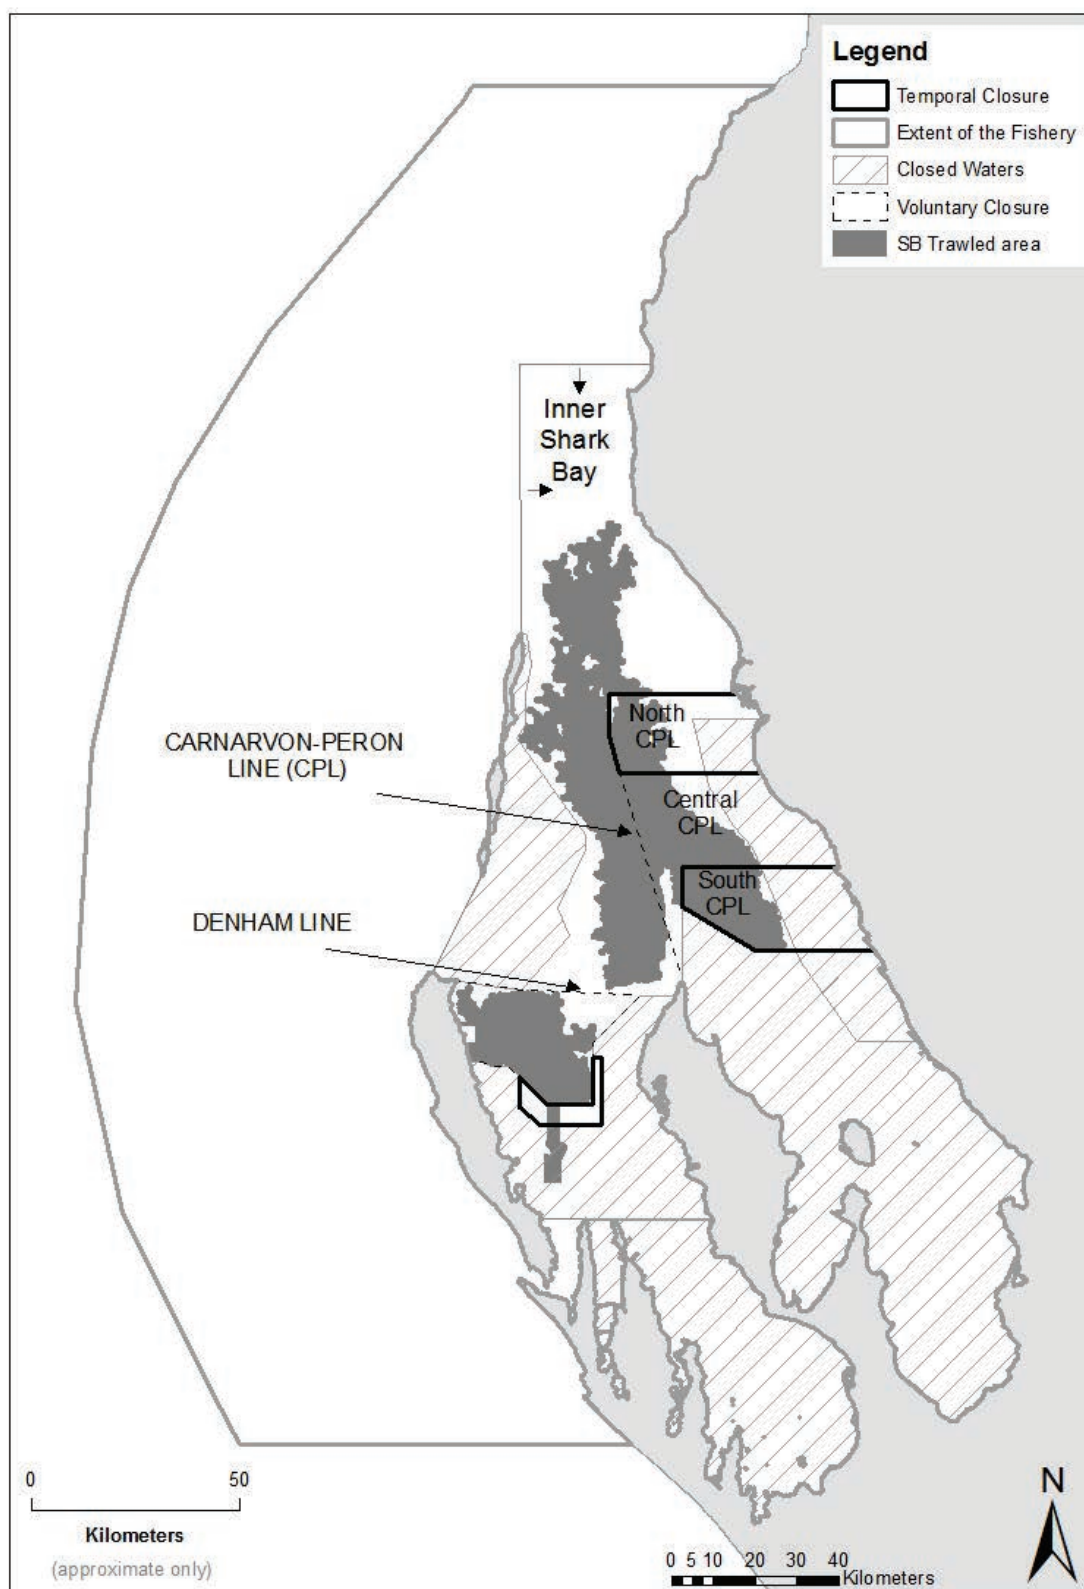 Legend
Temporal Closure
Extent of the Fishery
Closed Waters
Voluntary Closure
SB Trawled area
Inner
Shark
Bay
North
CPL
CARNARVON-PERON
LINE (CPL)
Central
CPL
South
CPL
DENHAM LINE
0 50
Kilometers
(approximate only)
N
0 5 10 20 30 40
Kilometers